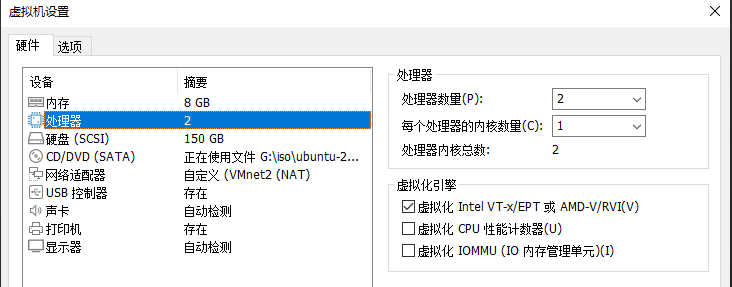 虚拟机设置
硬件 选项
设备 摘要
内存 8 GB
处理器 2
硬盘 (SCSI) 150 GB
CD/DVD (SATA) 正在使用文件 G:\iso\ubuntu-2...
网络适配器 自定义 (VMnet2 (NAT)
USB 控制器 存在
声卡 自动检测
打印机 存在
显示器 自动检测
处理器
处理器数量(P): 2
每个处理器的内核数量(C): 1
处理器内核总数: 2
虚拟化引擎
虚拟化 Intel VT-x/EPT 或 AMD-V/RVI(V)
虚拟化 CPU 性能计数器(U)
虚拟化 IOMMU (IO 内存管理单元)(I)